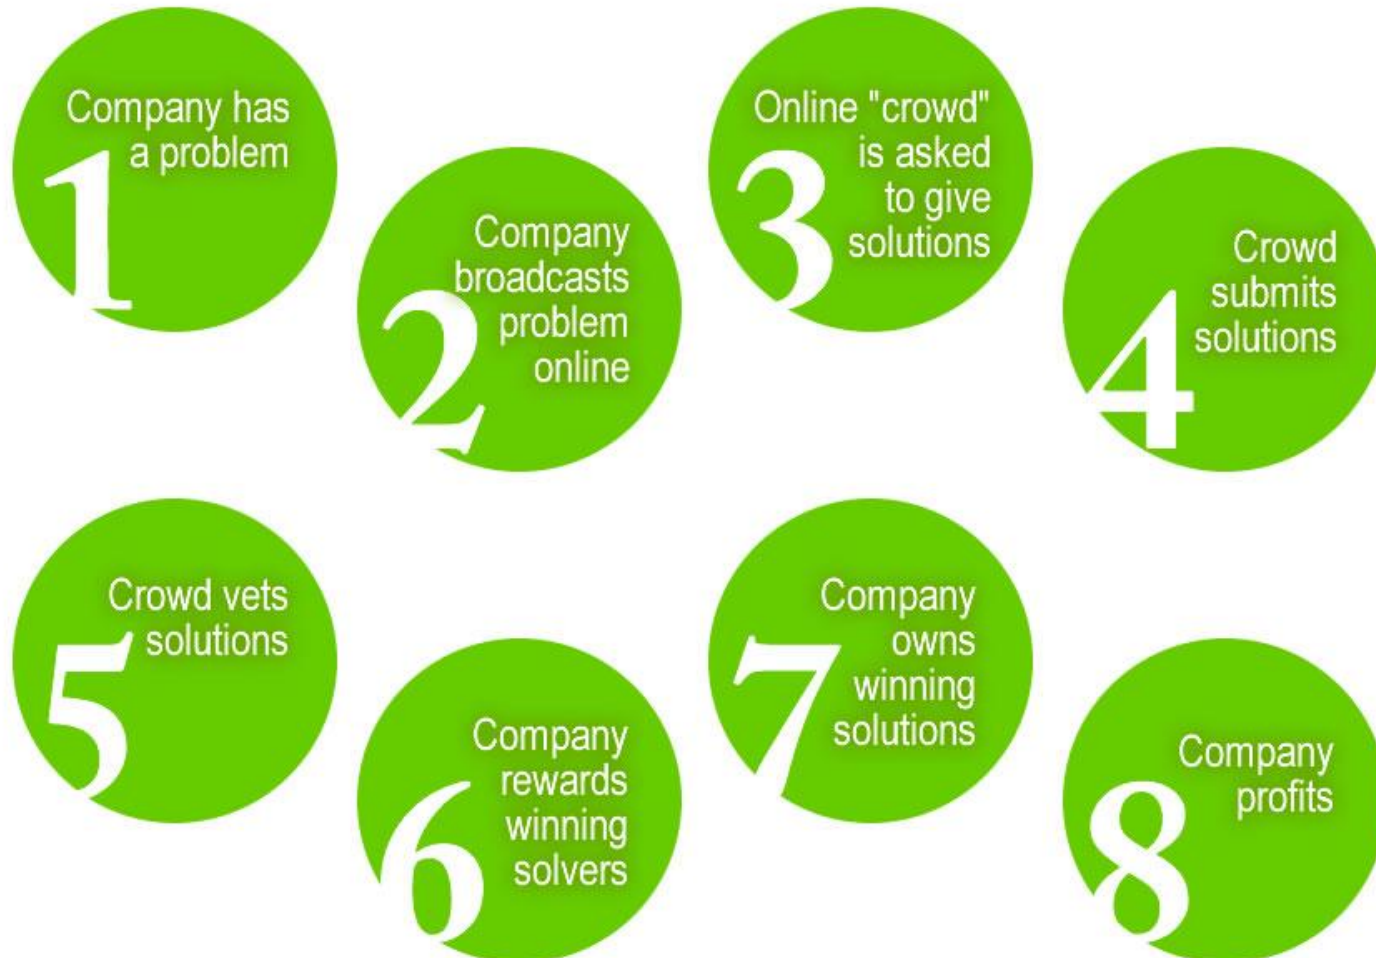 Company has
a problem
1
Company
broadcasts
problem
online
2
Online "crowd"
is asked
to give
solutions
3
Crowd
submits
solutions
4
Crowd vets
solutions
5
Company
rewards
winning
solvers
6
Company
owns
winning
solutions
7
Company
profits
8